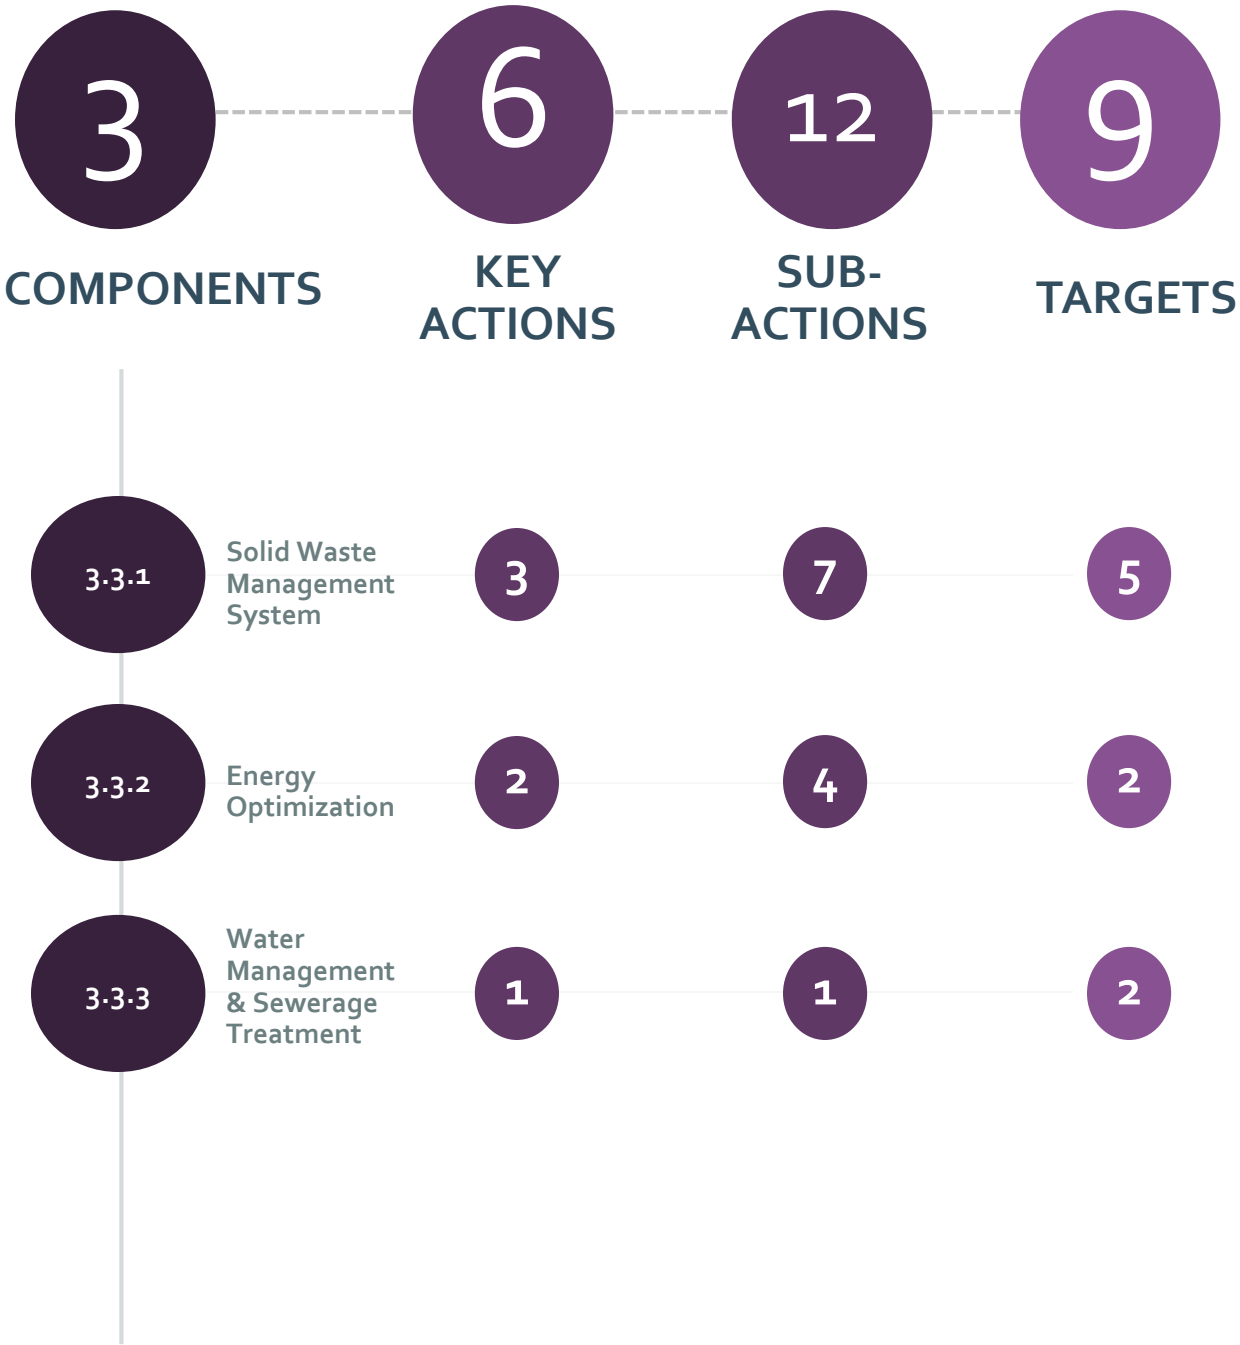 3
6
12
9
COMPONENTS
KEY
ACTIONS
SUB-
ACTIONS
TARGETS
3.3.1
Solid Waste
Management
System
3
7
5
3.3.2
Energy
Optimization
2
4
2
3.3.3
Water
Management
& Sewerage
Treatment
1
1
2